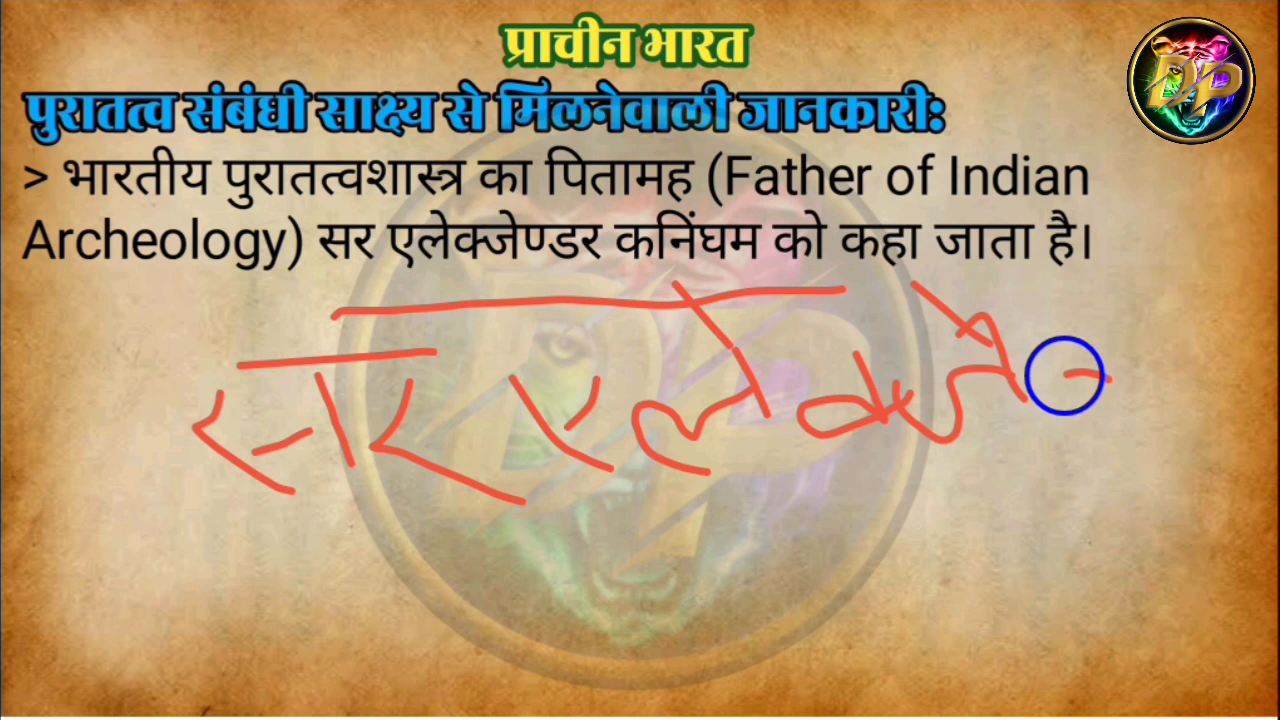 प्राचीन भारत
DP
पुरातत्व संबंधी साक्ष्य से मिलनेवाली जानकारी:
> भारतीय पुरातत्वशास्त्र का पितामह (Father of Indian
Archeology) सर एलेक्जेण्डर कनिंघम को कहा जाता है।
सर एलेक्जे